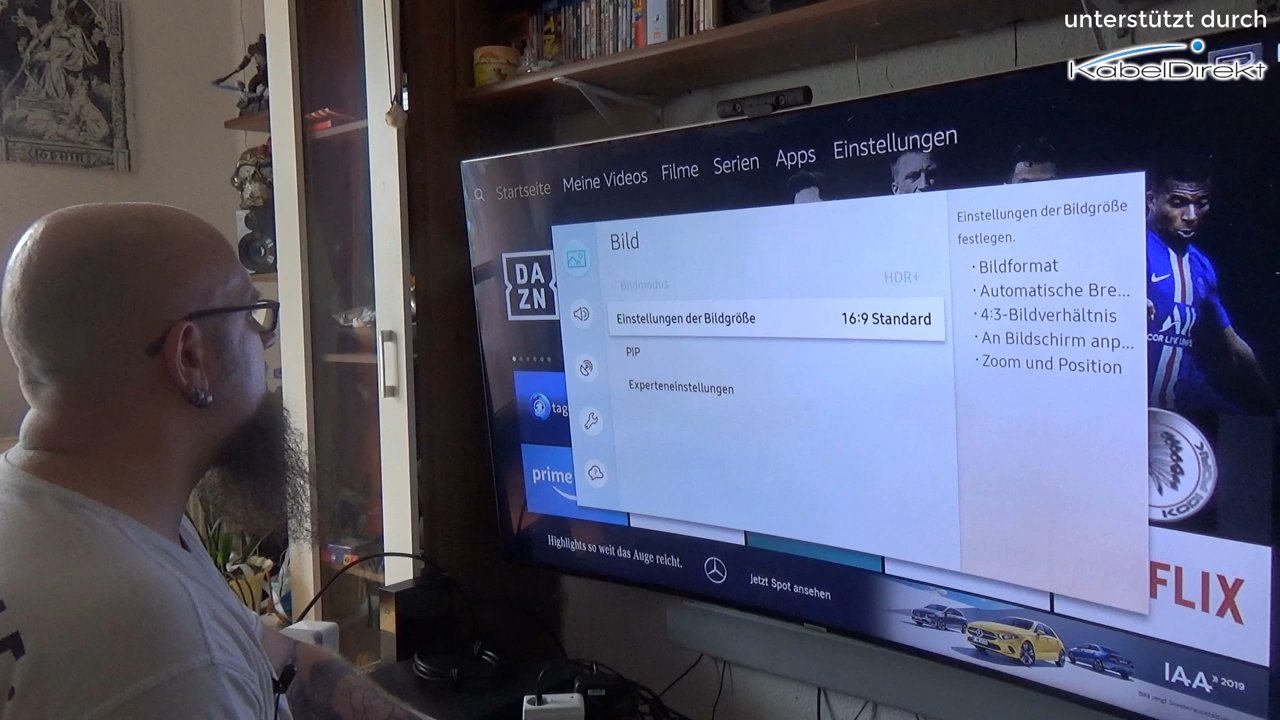 unterstützt durch
KabelDirekt
Startseite Meine Videos Filme Serien Apps Einstellungen
DAZN
Bild
Bildmodus HDR+
Einstellungen der Bildgröße 16:9 Standard
PIP
Experteneinstellungen
Einstellungen der Bildgröße
festlegen.
· Bildformat
· Automatische Bre...
· 4:3-Bildverhältnis
· An Bildschirm anp...
· Zoom und Position
tag
prime
KODI
FLIX
Highlights so weit das Auge reicht.
Jetzt Spot ansehen
IAA» 2019